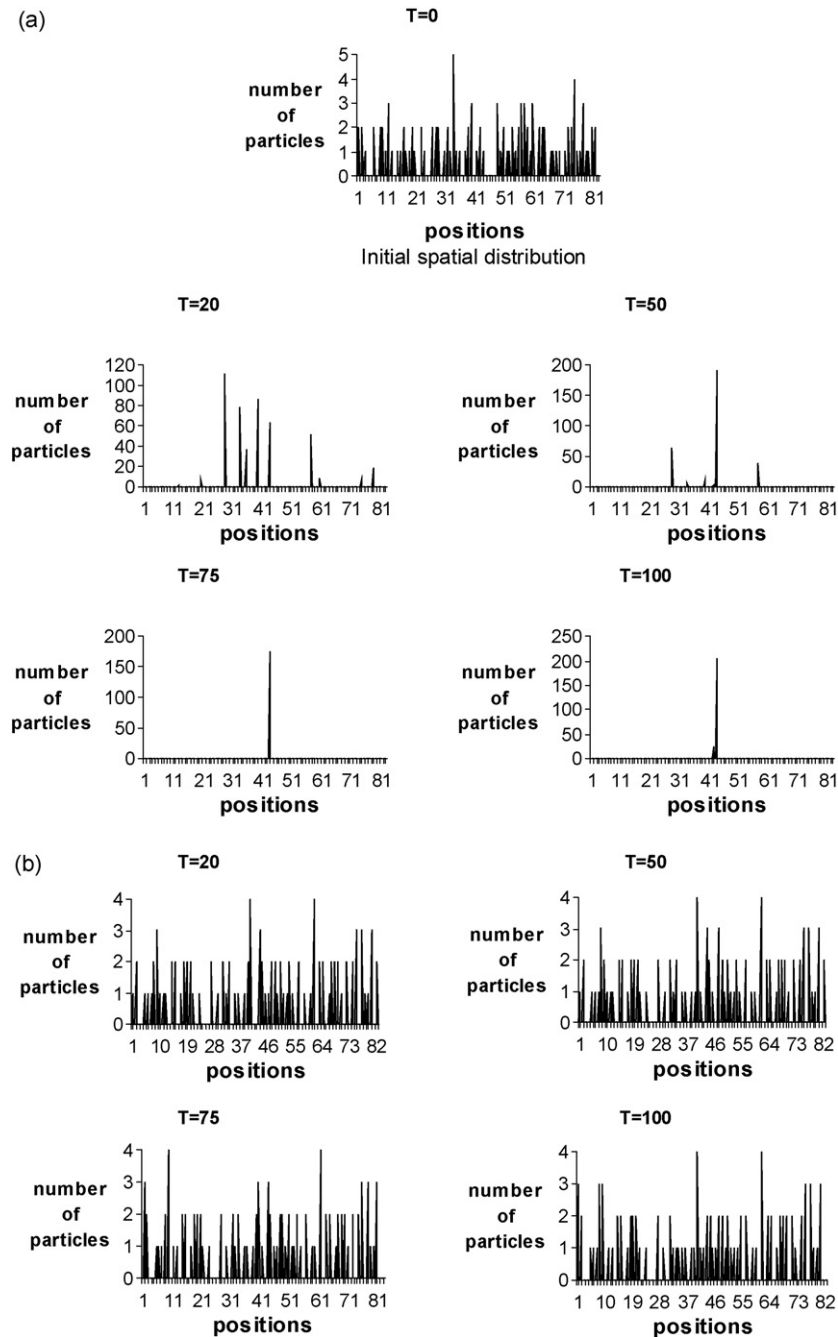 (a)
T=0
number
of
particles
5
4
3
2
1
0
1 11 21 31 41 51 61 71 81
positions
Initial spatial distribution
T=20
number
of
particles
120
100
80
60
40
20
0
1 11 21 31 41 51 61 71 81
positions
T=50
number
of
particles
200
150
100
50
0
1 11 21 31 41 51 61 71 81
positions
T=75
number
of
particles
200
150
100
50
0
1 11 21 31 41 51 61 71 81
positions
T=100
number
of
particles
250
200
150
100
50
0
1 11 21 31 41 51 61 71 81
positions
(b)
T=20
number
of
particles
4
3
2
1
0
1 10 19 28 37 46 55 64 73 82
positions
T=50
number
of
particles
4
3
2
1
0
1 10 19 28 37 46 55 64 73 82
positions
T=75
number
of
particles
4
3
2
1
0
1 11 21 31 41 51 61 71 81
positions
T=100
number
of
particles
4
3
2
1
0
1 10 19 28 37 46 55 64 73 82
positions